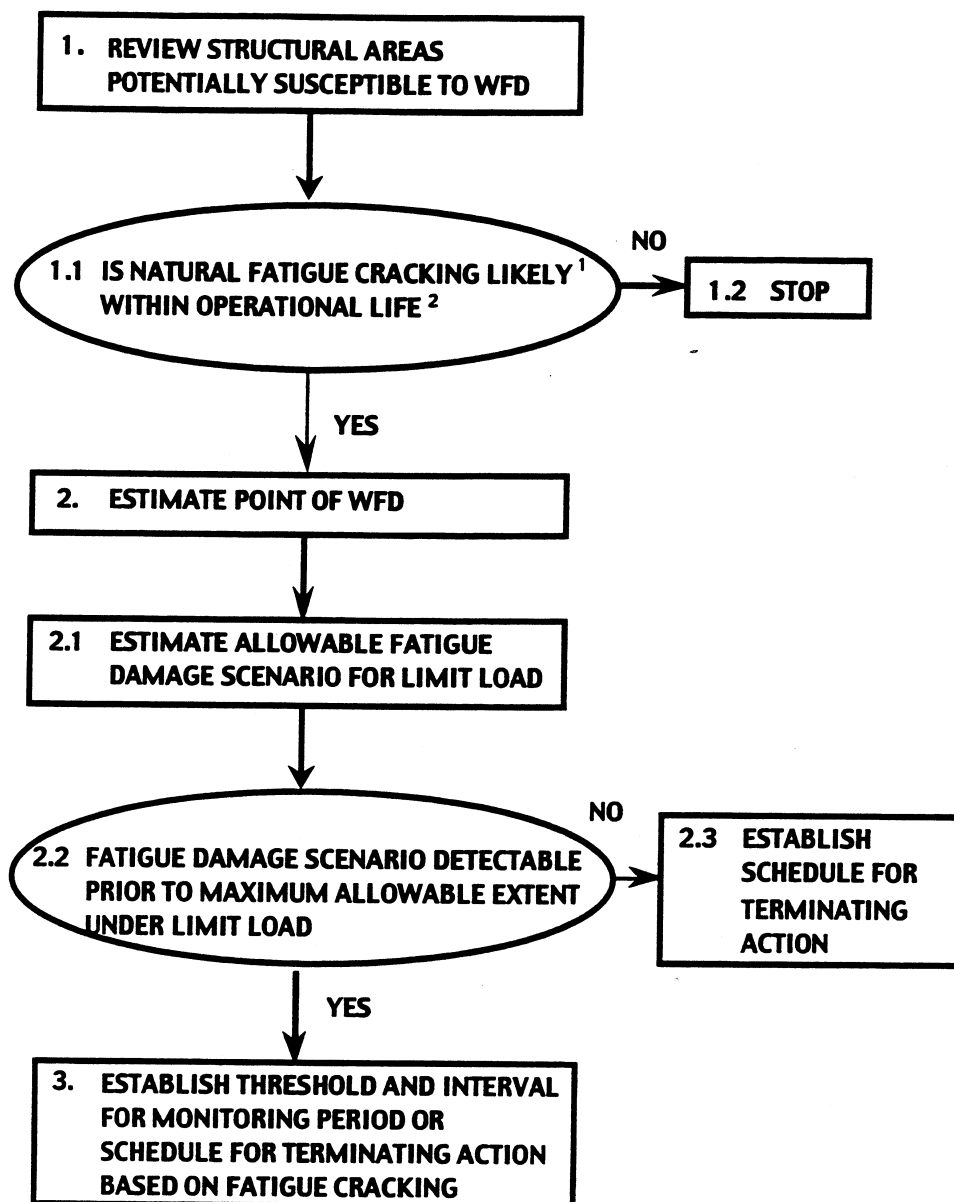 1. REVIEW STRUCTURAL AREAS
POTENTIALLY SUSCEPTIBLE TO WFD
1.1 IS NATURAL FATIGUE CRACKING LIKELY 1
WITHIN OPERATIONAL LIFE 2
NO
1.2 STOP
YES
2. ESTIMATE POINT OF WFD
2.1 ESTIMATE ALLOWABLE FATIGUE
DAMAGE SCENARIO FOR LIMIT LOAD
2.2 FATIGUE DAMAGE SCENARIO DETECTABLE
PRIOR TO MAXIMUM ALLOWABLE EXTENT
UNDER LIMIT LOAD
NO
2.3 ESTABLISH
SCHEDULE FOR
TERMINATING
ACTION
YES
3. ESTABLISH THRESHOLD AND INTERVAL
FOR MONITORING PERIOD OR
SCHEDULE FOR TERMINATING ACTION
BASED ON FATIGUE CRACKING